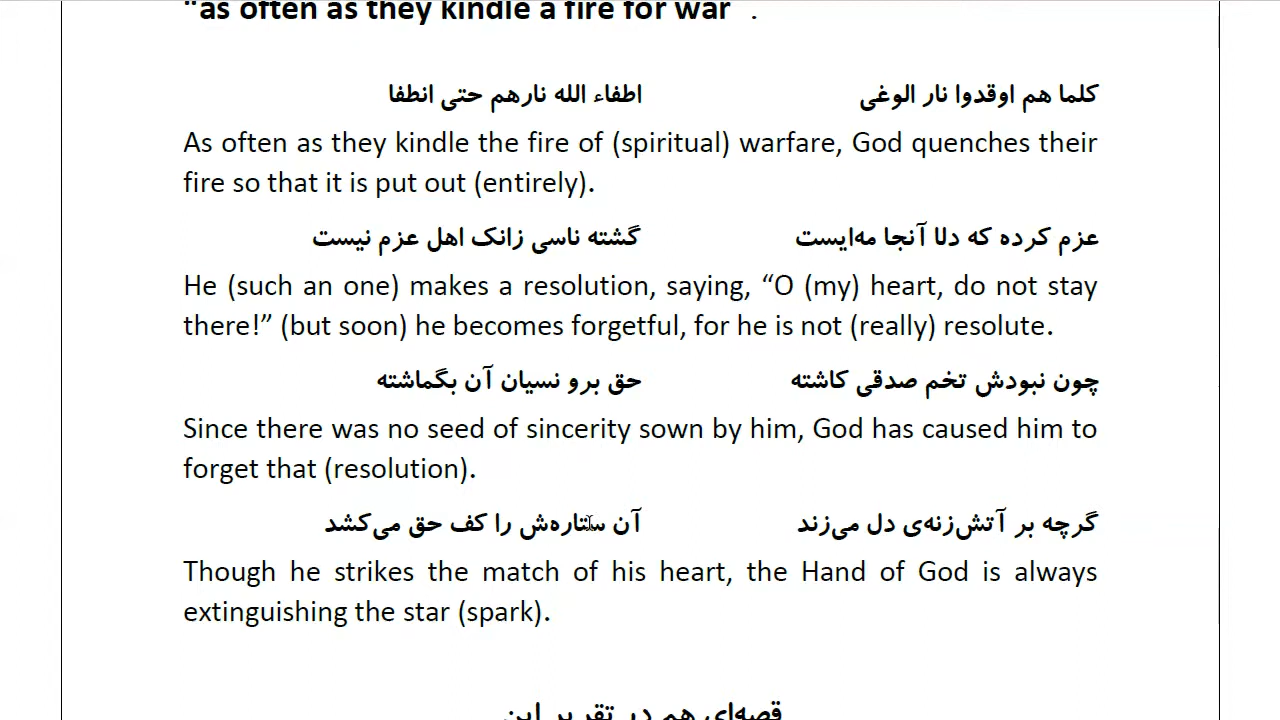 "as often as they kindle a fire for war .
کلما هم اوقدوا نار الوغی اطفاء الله نارهم حتی انطفا
As often as they kindle the fire of (spiritual) warfare, God quenches their
fire so that it is put out (entirely).
عزم کرده که دلا آنجا مه‌ایست گشته ناسی زانک اهل عزم نیست
He (such an one) makes a resolution, saying, “O (my) heart, do not stay
there!” (but soon) he becomes forgetful, for he is not (really) resolute.
چون نبودش تخم صدقی کاشته حق برو نسیان آن بگماشته
Since there was no seed of sincerity sown by him, God has caused him to
forget that (resolution).
گرچه بر آتش‌زنه‌ی دل می‌زند آن ستاره‌ش را کف حق می‌کشد
Though he strikes the match of his heart, the Hand of God is always
extinguishing the star (spark).
قصه‌ای هم در تقریر این